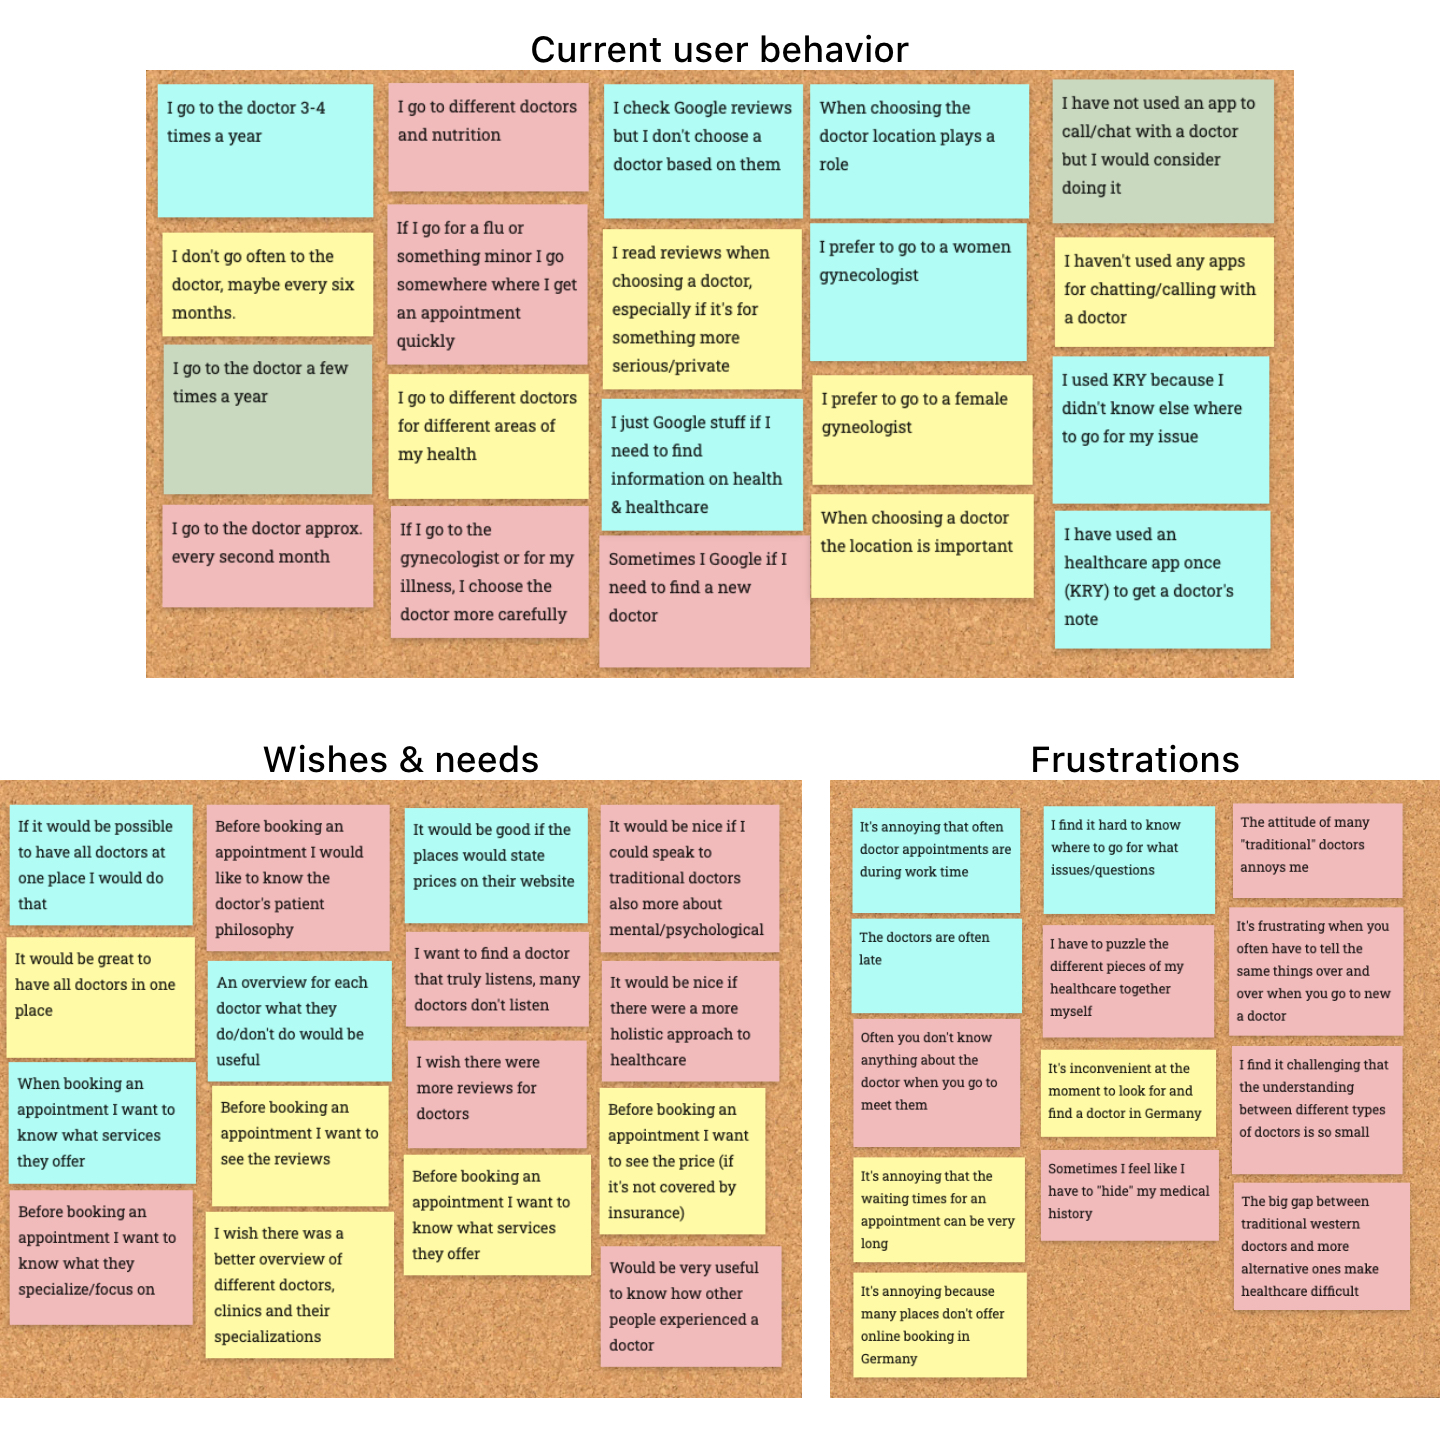 Current user behavior
I go to the doctor 3-4
times a year
I don't go often to the
doctor, maybe every six
months.
I go to the doctor a few
times a year
I go to the doctor approx.
every second month
I go to different doctors
and nutrition
If I go for a flu or
something minor I go
somewhere where I get
an appointment
quickly
I go to different doctors
for different areas of
my health
If I go to the
gynecologist or for my
illness, I choose the
doctor more carefully
I check Google reviews
but I don't choose a
doctor based on them
I read reviews when
choosing a doctor,
especially if it's for
something more
serious/private
I just Google stuff if I
need to find
information on health
& healthcare
Sometimes I Google if I
need to find a new
doctor
When choosing the
doctor location plays a
role
I prefer to go to a women
gynecologist
I prefer to go to a female
gyneologist
When choosing a doctor
the location is important
I have not used an app to
call/chat with a doctor
but I would consider
doing it
I haven't used any apps
for chatting/calling with
a doctor
I used KRY because I
didn't know else where
to go for my issue
I have used an
healthcare app once
(KRY) to get a doctor's
note
Wishes & needs
If it would be possible
to have all doctors at
one place I would do
that
It would be great to
have all doctors in one
place
When booking an
appointment I want to
know what services
they offer
Before booking an
appointment I want to
know what they
specialize/focus on
Before booking an
appointment I would
like to know the
doctor's patient
philosophy
An overview for each
doctor what they
do/don't do would be
useful
Before booking an
appointment I want to
see the reviews
I wish there was a
better overview of
different doctors,
clinics and their
specializations
It would be good if the
places would state
prices on their website
I want to find a doctor
that truly listens, many
doctors don't listen
I wish there were
more reviews for
doctors
Before booking an
appointment I want to
know what services
they offer
It would be nice if I
could speak to
traditional doctors
also more about
mental/psychological
It would be nice if
there were a more
holistic approach to
healthcare
Before booking an
appointment I want
to see the price (if
it's not covered by
insurance)
Would be very useful
to know how other
people experienced a
doctor
Frustrations
It's annoying that often
doctor appointments are
during work time
The doctors are often
late
Often you don't know
anything about the
doctor when you go to
meet them
It's annoying that the
waiting times for an
appointment can be very
long
It's annoying because
many places don't offer
online booking in
Germany
I find it hard to know
where to go for what
issues/questions
I have to puzzle the
different pieces of my
healthcare together
myself
It's inconvenient at the
moment to look for and
find a doctor in Germany
Sometimes I feel like I
have to "hide" my medical
history
The attitude of many
"traditional" doctors
annoys me
It's frustrating when you
often have to tell the
same things over and
over when you go to new
a doctor
I find it challenging that
the understanding
between different types
of doctors is so small
The big gap between
traditional western
doctors and more
alternative ones make
healthcare difficult